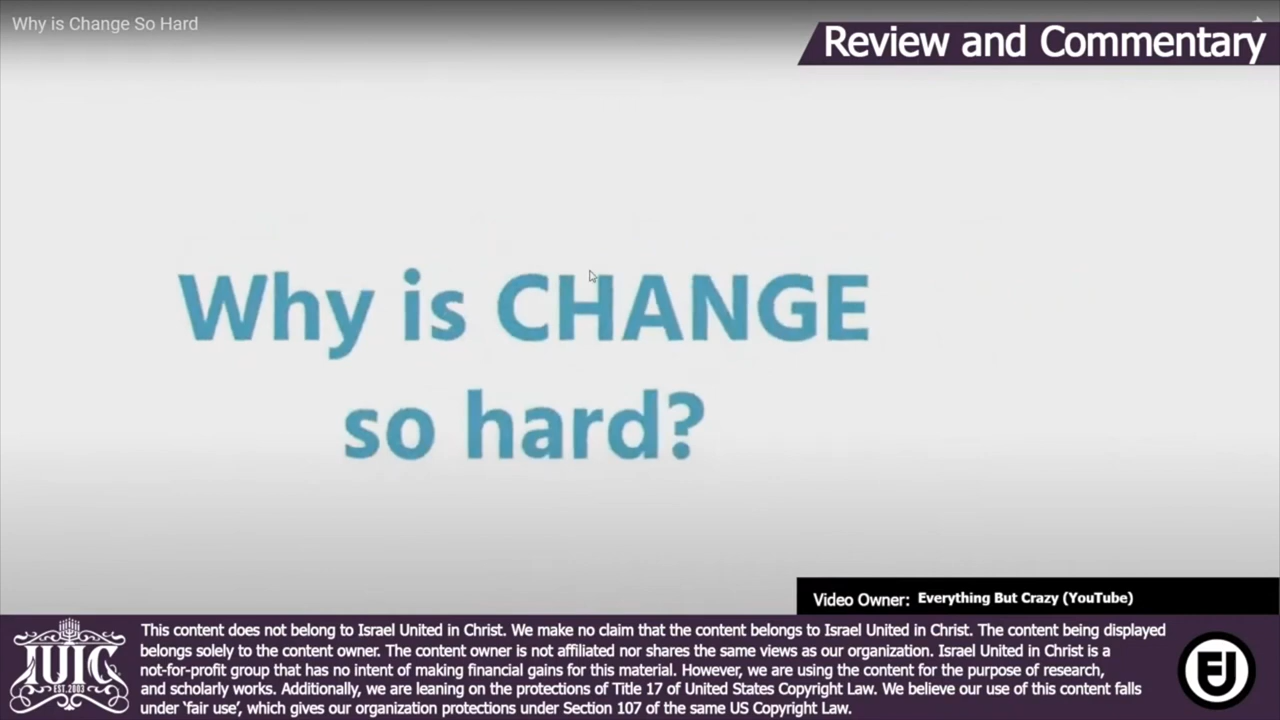 Why is Change So Hard
Review and Commentary
Why is CHANGE
so hard?
Video Owner: Everything But Crazy (YouTube)
This content does not belong to Israel United in Christ. We make no claim that the content belongs to Israel United in Christ. The content being displayed
belongs solely to the content owner. The content owner is not affiliated nor shares the same views as our organization. Israel United in Christ is a
not-for-profit group that has no intent of making financial gains for this material. However, we are using the content for the purpose of research,
and scholarly works. Additionally, we are leaning on the protections of Title 17 of United States Copyright Law. We believe our use of this content falls
under ‘fair use’, which gives our organization protections under Section 107 of the same US Copyright Law.
IUIC
EST.2003